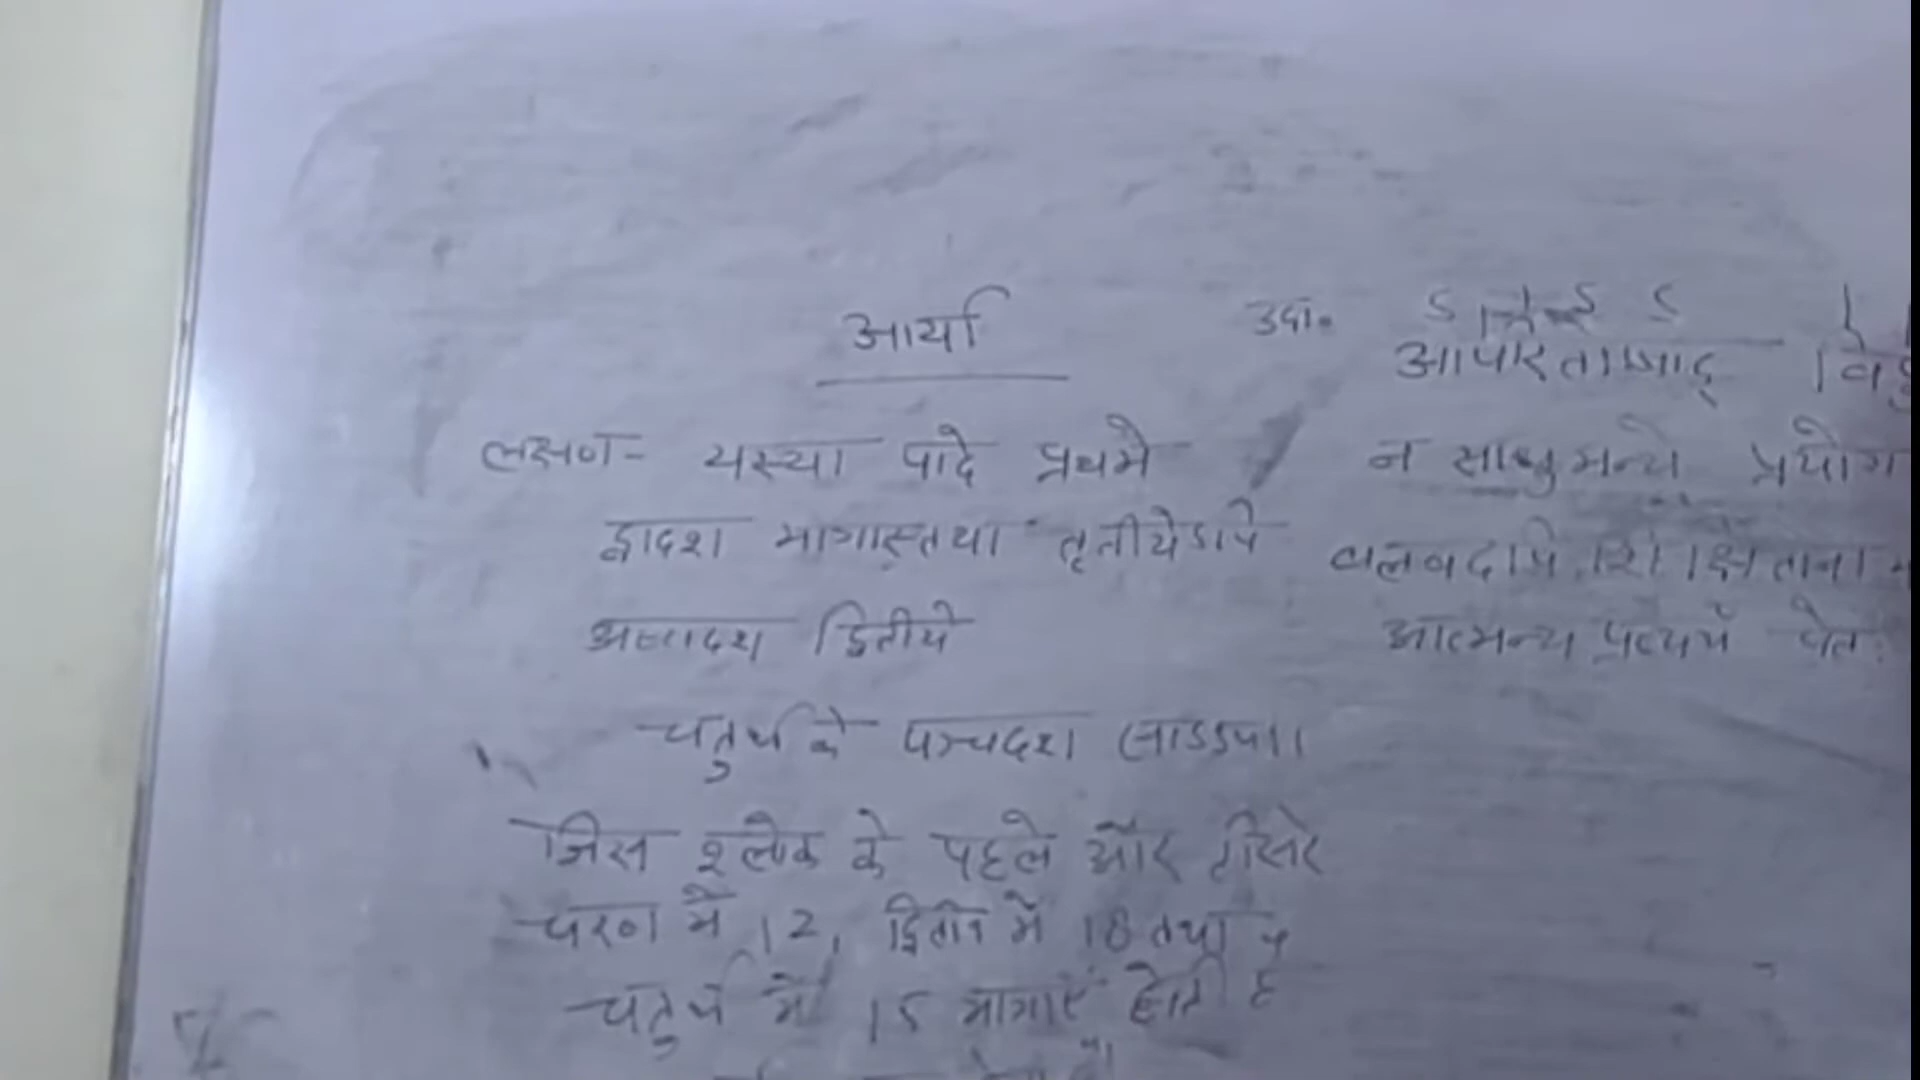 आर्या
लक्षण- यस्या पादे प्रथमे
द्वादश मात्रास्तथा तृतीयेऽपि
अष्टादश द्वितीये
चतुर्थके पञ्चदश साऽऽर्या।
जिस श्लोक के पहले और तीसरे
चरण में 12, द्वितीय में 18 तथा
चतुर्थ में 15 मात्राएं होती है
उदा.
S S S
आपरितोषाद्
न साधु मन्ये प्रयोग
बलवदपि शिक्षिताना
आत्मन्य प्रत्ययं चेतः